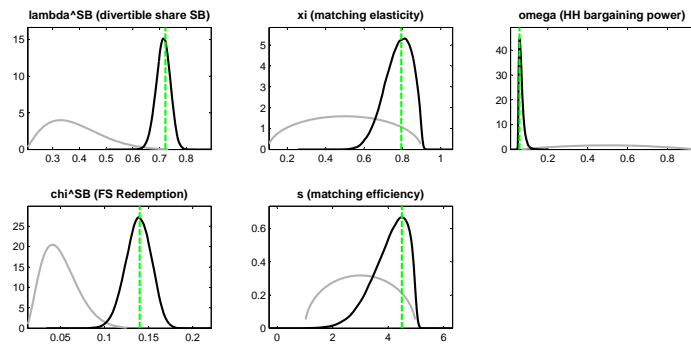 lambda^SB (divertible share SB)
15
10
5
0
0.3 0.4 0.5 0.6 0.7 0.8
xi (matching elasticity)
5
4
3
2
1
0
0.2 0.4 0.6 0.8 1
omega (HH bargaining power)
40
30
20
10
0
0.2 0.4 0.6 0.8
chi^SB (FS Redemption)
25
20
15
10
5
0
0.05 0.1 0.15 0.2
s (matching efficiency)
0.6
0.4
0.2
0
0 2 4 6